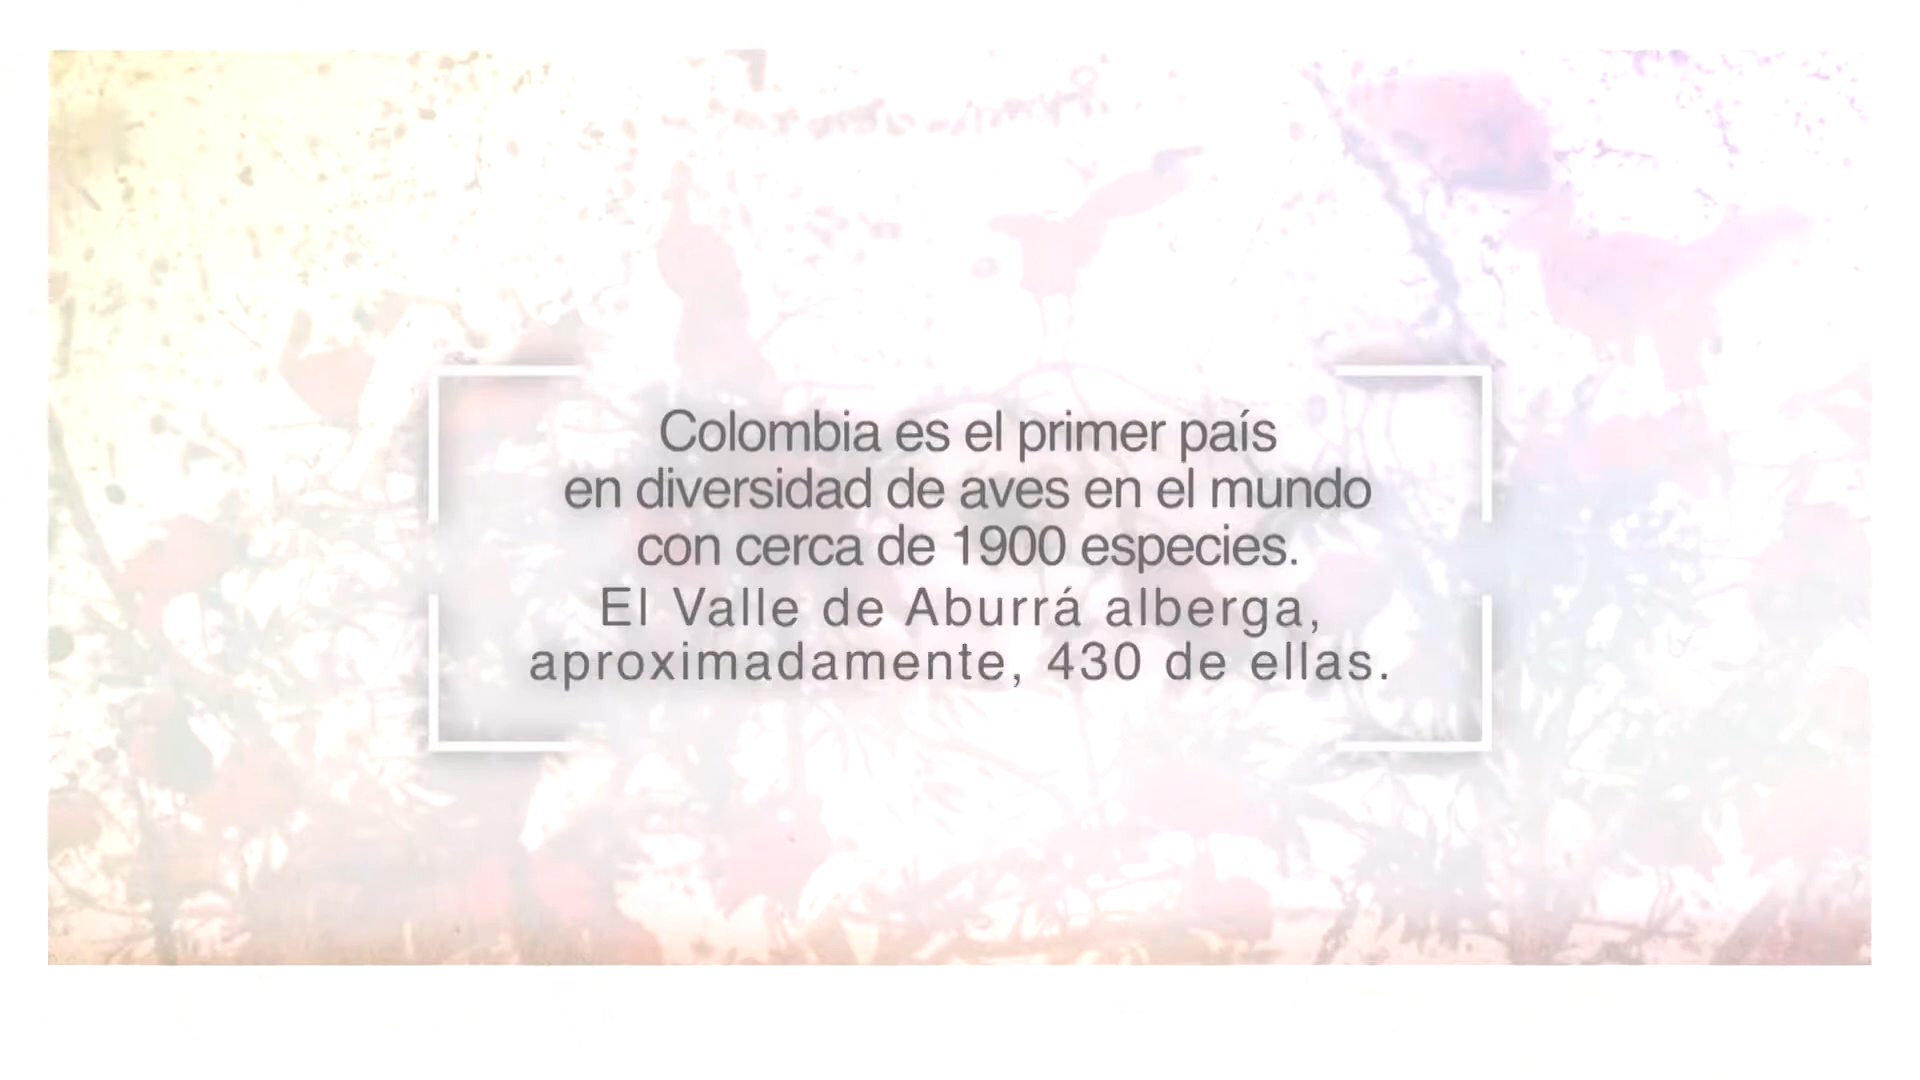 Colombia es el primer país
en diversidad de aves en el mundo
con cerca de 1900 especies.
El Valle de Aburrá alberga,
aproximadamente, 430 de ellas.